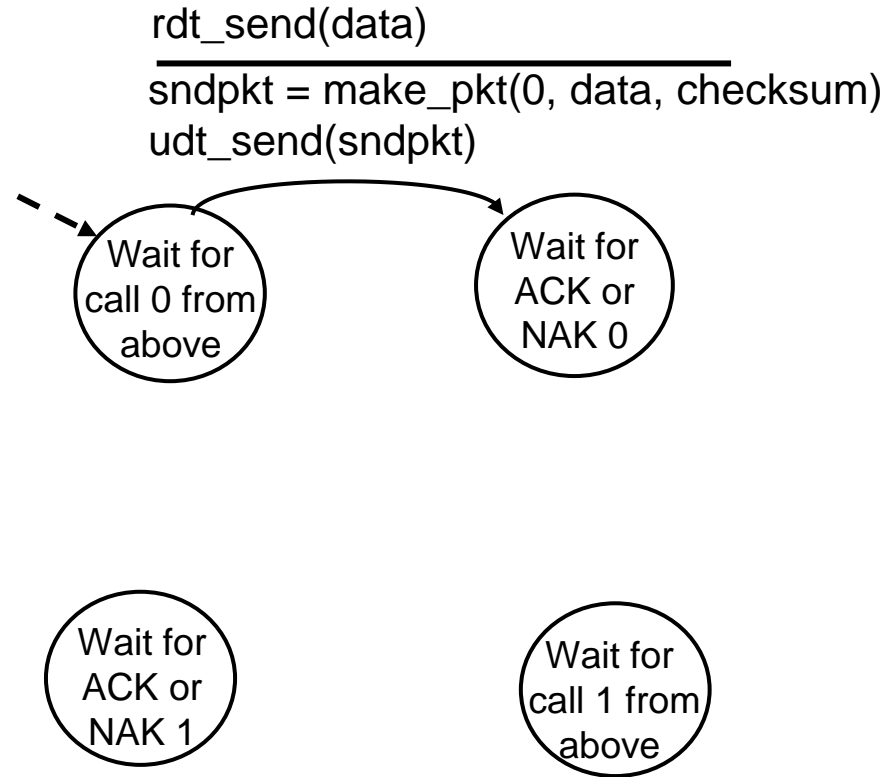 rdt_send(data)
sndpkt = make_pkt(0, data, checksum)
udt_send(sndpkt)
Wait for
call 0 from
above
Wait for
ACK or
NAK 0
Wait for
ACK or
NAK 1
Wait for
call 1 from
above